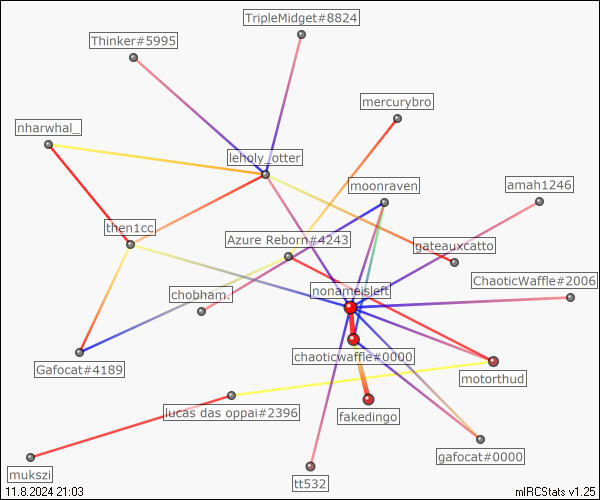 TripleMidget#8824
Thinker#5995
mercurybro
nharwhal_
leholy_otter
moonraven
amah1246
then1cc
Azure Reborn#4243
gateauxcatto
ChaoticWaffle#2006
nonameisleft
chobham.
chaoticwaffle#0000
Gafocat#4189
motorthud
lucas das oppai#2396
fakedingo
gafocat#0000
mukszi
tt532
11.8.2024 21:03
mIRCStats v1.25